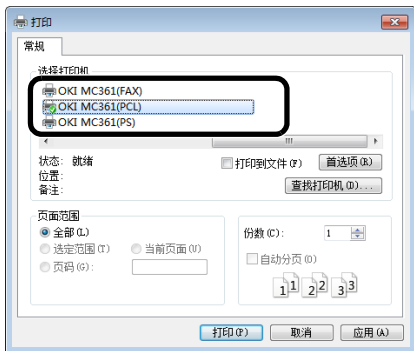 打印
常规
选择打印机
OKI MC361(FAX)
OKI MC361(PCL)
OKI MC361(PS)
状态: 就绪
位置:
备注:
打印到文件(F) 首选项(R)
查找打印机(D)...
页面范围
全部(L)
选定范围(T) 当前页面(U)
页码(G):
份数(C): 1
自动分页(O)
1 1 2 2 3 3
打印(P) 取消 应用(A)